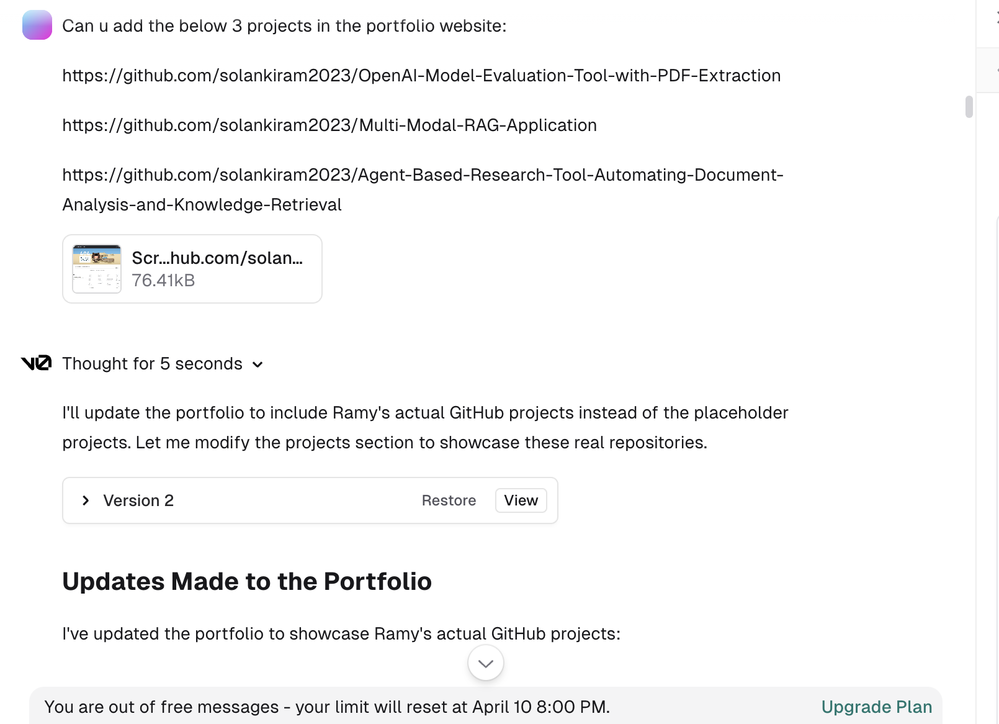 Can u add the below 3 projects in the portfolio website:
https://github.com/solankiram2023/OpenAI-Model-Evaluation-Tool-with-PDF-Extraction
https://github.com/solankiram2023/Multi-Modal-RAG-Application
https://github.com/solankiram2023/Agent-Based-Research-Tool-Automating-Document-
Analysis-and-Knowledge-Retrieval
Scr...hub.com/solan...
76.41kB
v0 Thought for 5 seconds
I'll update the portfolio to include Ramy's actual GitHub projects instead of the placeholder
projects. Let me modify the projects section to showcase these real repositories.
Version 2 Restore View
Updates Made to the Portfolio
I've updated the portfolio to showcase Ramy's actual GitHub projects:
You are out of free messages - your limit will reset at April 10 8:00 PM. Upgrade Plan